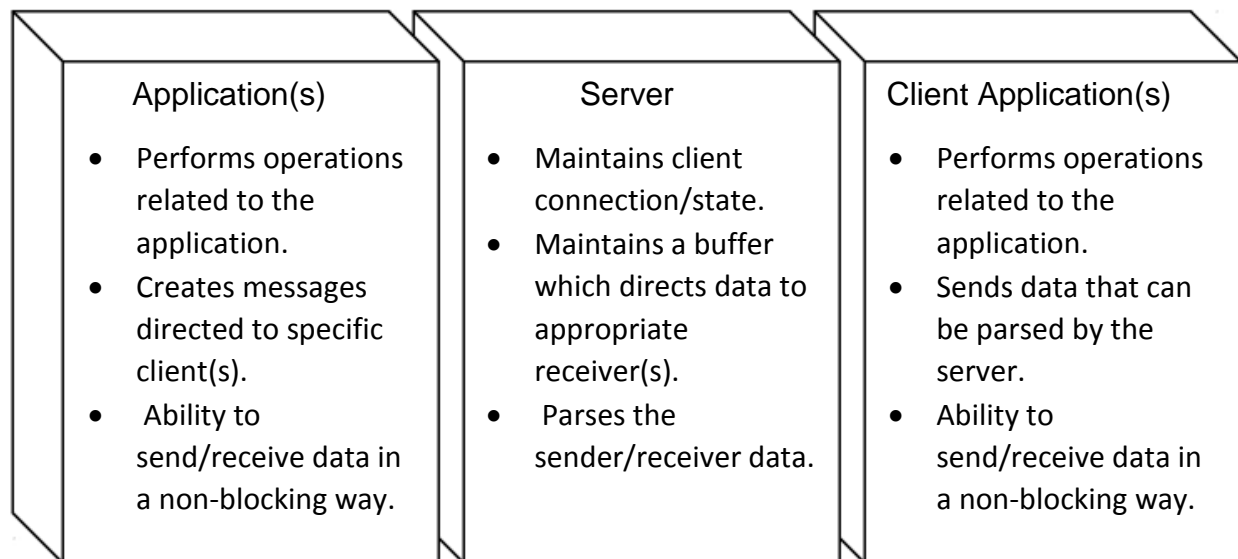 Application(s)
• Performs operations
related to the
application.
• Creates messages
directed to specific
client(s).
• Ability to
send/receive data in
a non-blocking way.
Server
• Maintains client
connection/state.
• Maintains a buffer
which directs data to
appropriate
receiver(s).
• Parses the
sender/receiver data.
Client Application(s)
• Performs operations
related to the
application.
• Sends data that can
be parsed by the
server.
• Ability to
send/receive data in
a non-blocking way.